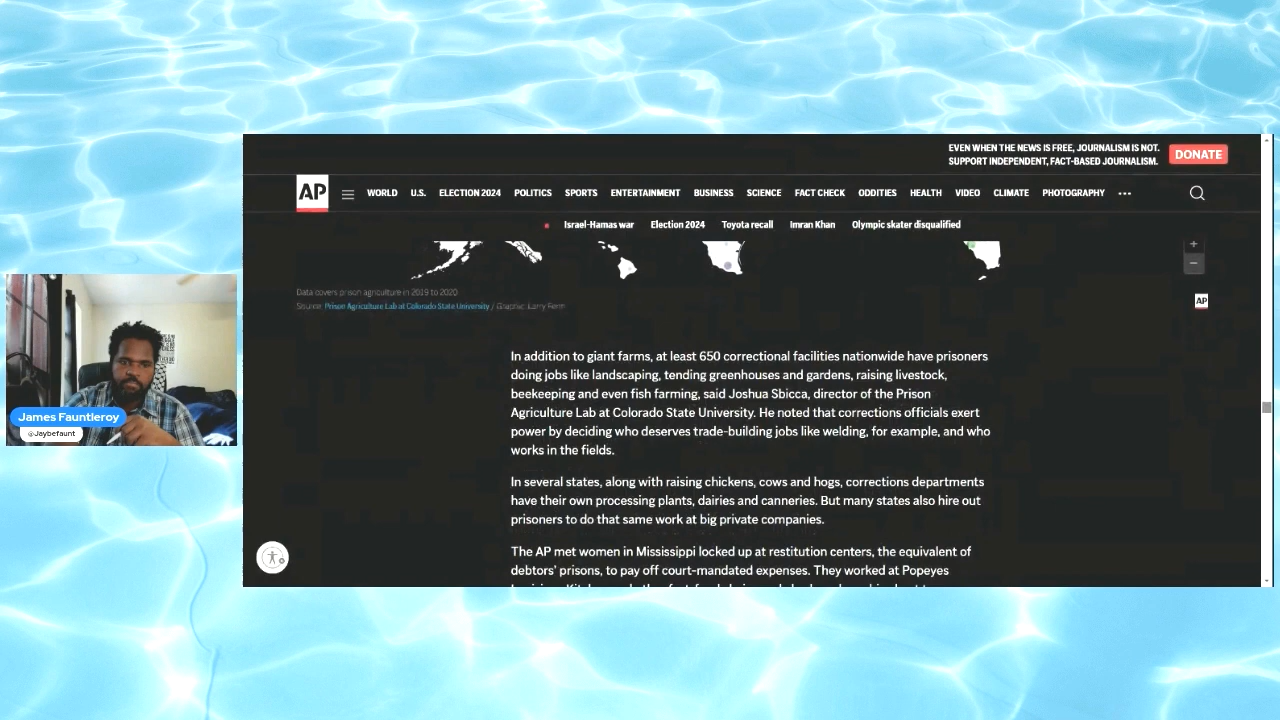 EVEN WHEN THE NEWS IS FREE, JOURNALISM IS NOT.
SUPPORT INDEPENDENT, FACT-BASED JOURNALISM.
DONATE
AP
WORLD U.S. ELECTION 2024 POLITICS SPORTS ENTERTAINMENT BUSINESS SCIENCE FACT CHECK ODDITIES HEALTH VIDEO CLIMATE PHOTOGRAPHY
Israel-Hamas war Election 2024 Toyota recall Imran Khan Olympic skater disqualified
Data covers prison agriculture in 2019 to 2020
Source: Prison Agriculture Lab at Colorado State University / Graphic: Larry Fenn
AP
In addition to giant farms, at least 650 correctional facilities nationwide have prisoners
doing jobs like landscaping, tending greenhouses and gardens, raising livestock,
beekeeping and even fish farming, said Joshua Sbicca, director of the Prison
Agriculture Lab at Colorado State University. He noted that corrections officials exert
power by deciding who deserves trade-building jobs like welding, for example, and who
works in the fields.
In several states, along with raising chickens, cows and hogs, corrections departments
have their own processing plants, dairies and canneries. But many states also hire out
prisoners to do that same work at big private companies.
The AP met women in Mississippi locked up at restitution centers, the equivalent of
debtors' prisons, to pay off court-mandated expenses. They worked at Popeyes
James Fauntleroy
@Jaybefaunt